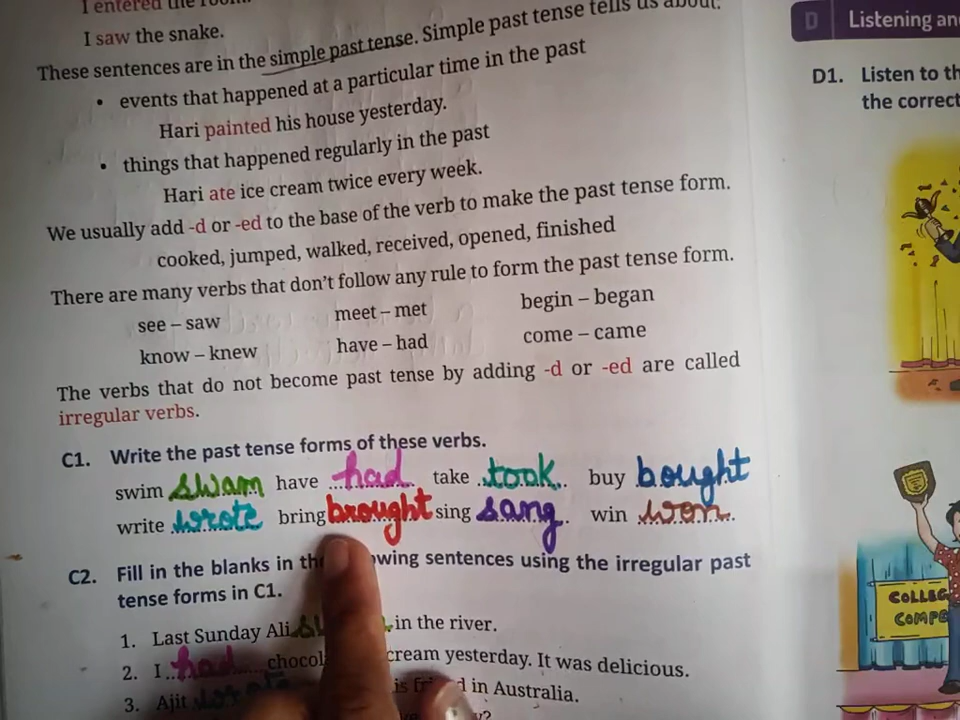 I entered the room.
I saw the snake.
These sentences are in the simple past tense. Simple past tense tells us about:
• events that happened at a particular time in the past
Hari painted his house yesterday.
• things that happened regularly in the past
Hari ate ice cream twice every week.
We usually add -d or -ed to the base of the verb to make the past tense form.
cooked, jumped, walked, received, opened, finished
There are many verbs that don't follow any rule to form the past tense form.
see – saw meet – met begin – began
know – knew have – had come – came
The verbs that do not become past tense by adding -d or -ed are called
irregular verbs.
C1. Write the past tense forms of these verbs.
swim swam have had take took buy bought
write wrote bring brought sing sang win won
C2. Fill in the blanks in the wing sentences using the irregular past
tense forms in C1.
1. Last Sunday Ali in the river.
2. I had cream yesterday. It was delicious.
3. Ajit wrote in Australia.
D Listening
D1. Listen to
the correct
COLLEG
COMPE